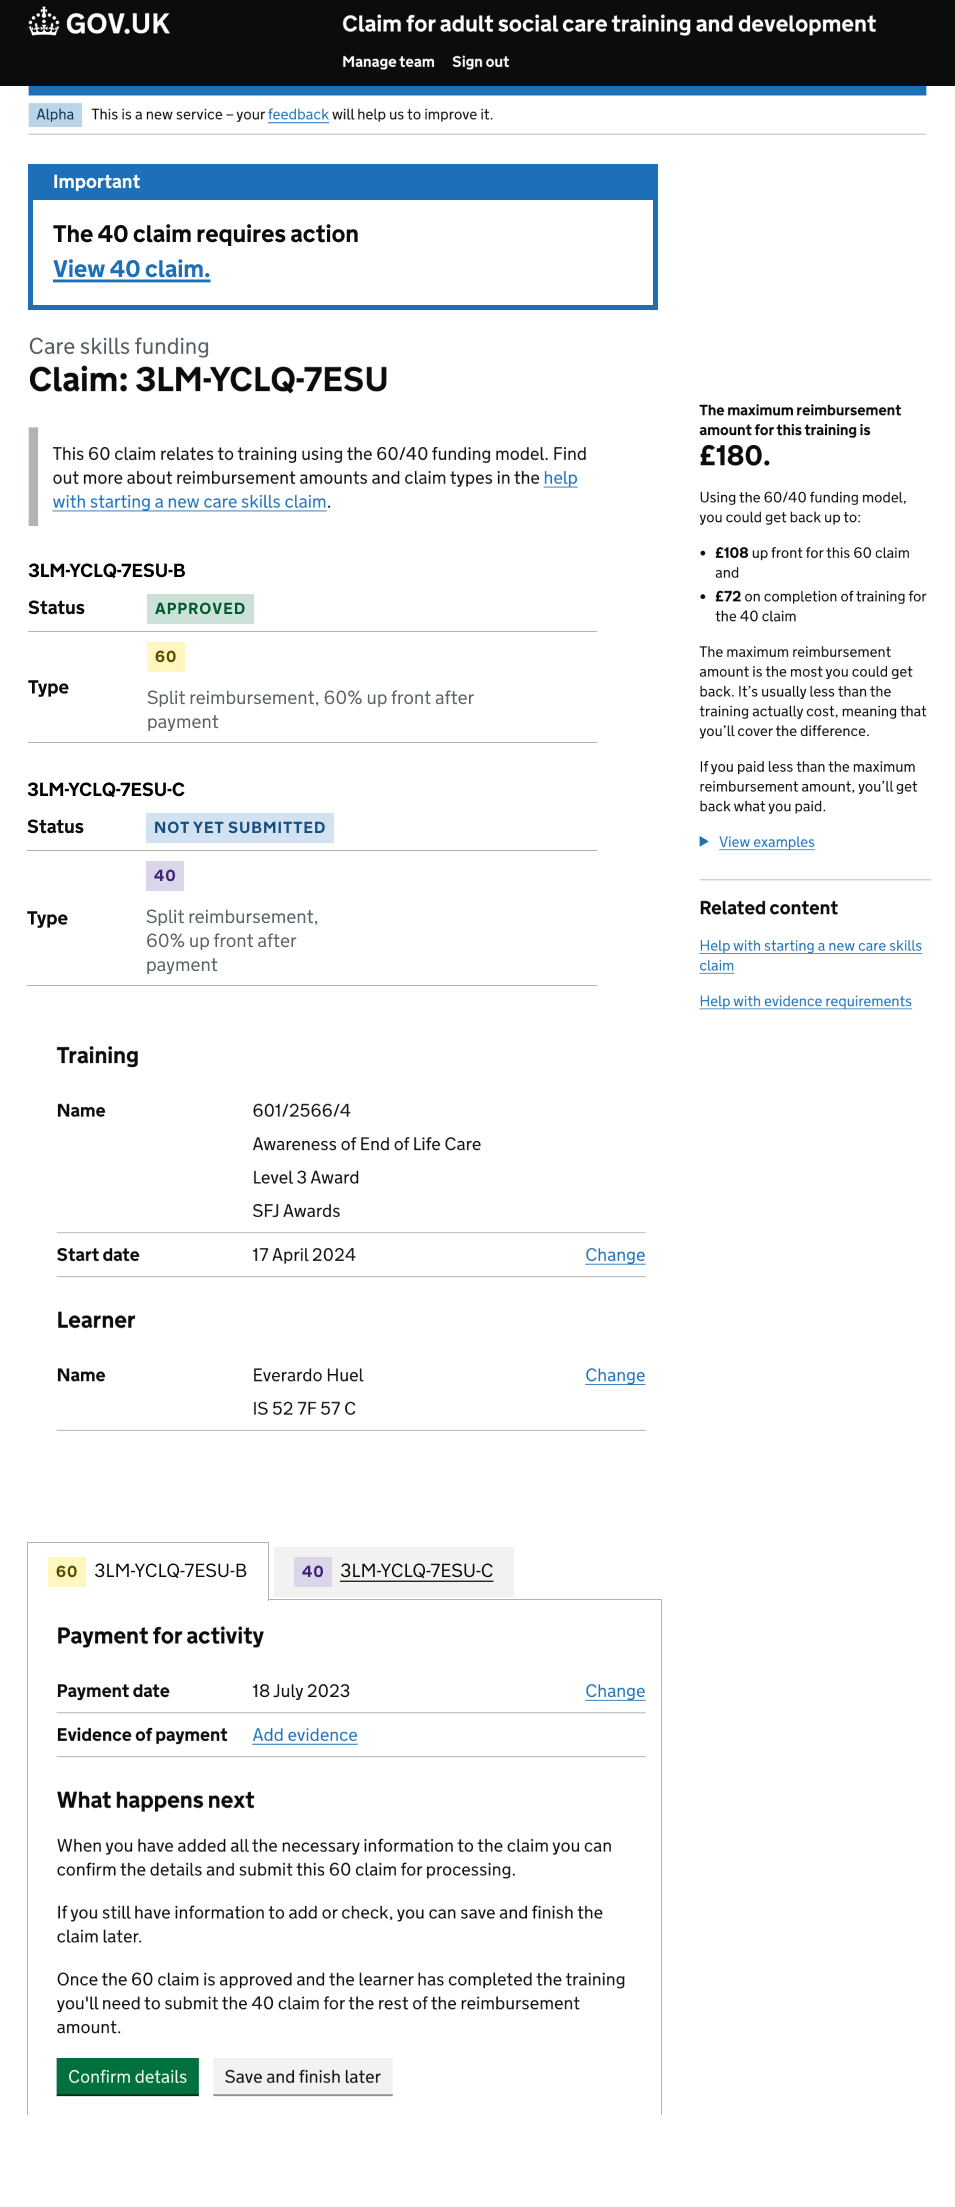 GOV.UK
Claim for adult social care training and development
Manage team Sign out
Alpha This is a new service – your feedback will help us to improve it.
Important
The 40 claim requires action
View 40 claim.
Care skills funding
Claim: 3LM-YCLQ-7ESU
This 60 claim relates to training using the 60/40 funding model. Find
out more about reimbursement amounts and claim types in the help
with starting a new care skills claim.
3LM-YCLQ-7ESU-B
Status APPROVED
60
Type
Split reimbursement, 60% up front after
payment
3LM-YCLQ-7ESU-C
Status NOT YET SUBMITTED
40
Type
Split reimbursement,
60% up front after
payment
The maximum reimbursement
amount for this training is
£180.
Using the 60/40 funding model,
you could get back up to:
• £108 up front for this 60 claim
and
• £72 on completion of training for
the 40 claim
The maximum reimbursement
amount is the most you could get
back. It’s usually less than the
training actually cost, meaning that
you’ll cover the difference.
If you paid less than the maximum
reimbursement amount, you’ll get
back what you paid.
View examples
Related content
Help with starting a new care skills
claim
Help with evidence requirements
Training
Name 601/2566/4
Awareness of End of Life Care
Level 3 Award
SFJ Awards
Start date 17 April 2024 Change
Learner
Name Everardo Huel Change
IS 52 7F 57 C
60 3LM-YCLQ-7ESU-B 40 3LM-YCLQ-7ESU-C
Payment for activity
Payment date 18 July 2023 Change
Evidence of payment Add evidence
What happens next
When you have added all the necessary information to the claim you can
confirm the details and submit this 60 claim for processing.
If you still have information to add or check, you can save and finish the
claim later.
Once the 60 claim is approved and the learner has completed the training
you'll need to submit the 40 claim for the rest of the reimbursement
amount.
Confirm details Save and finish later